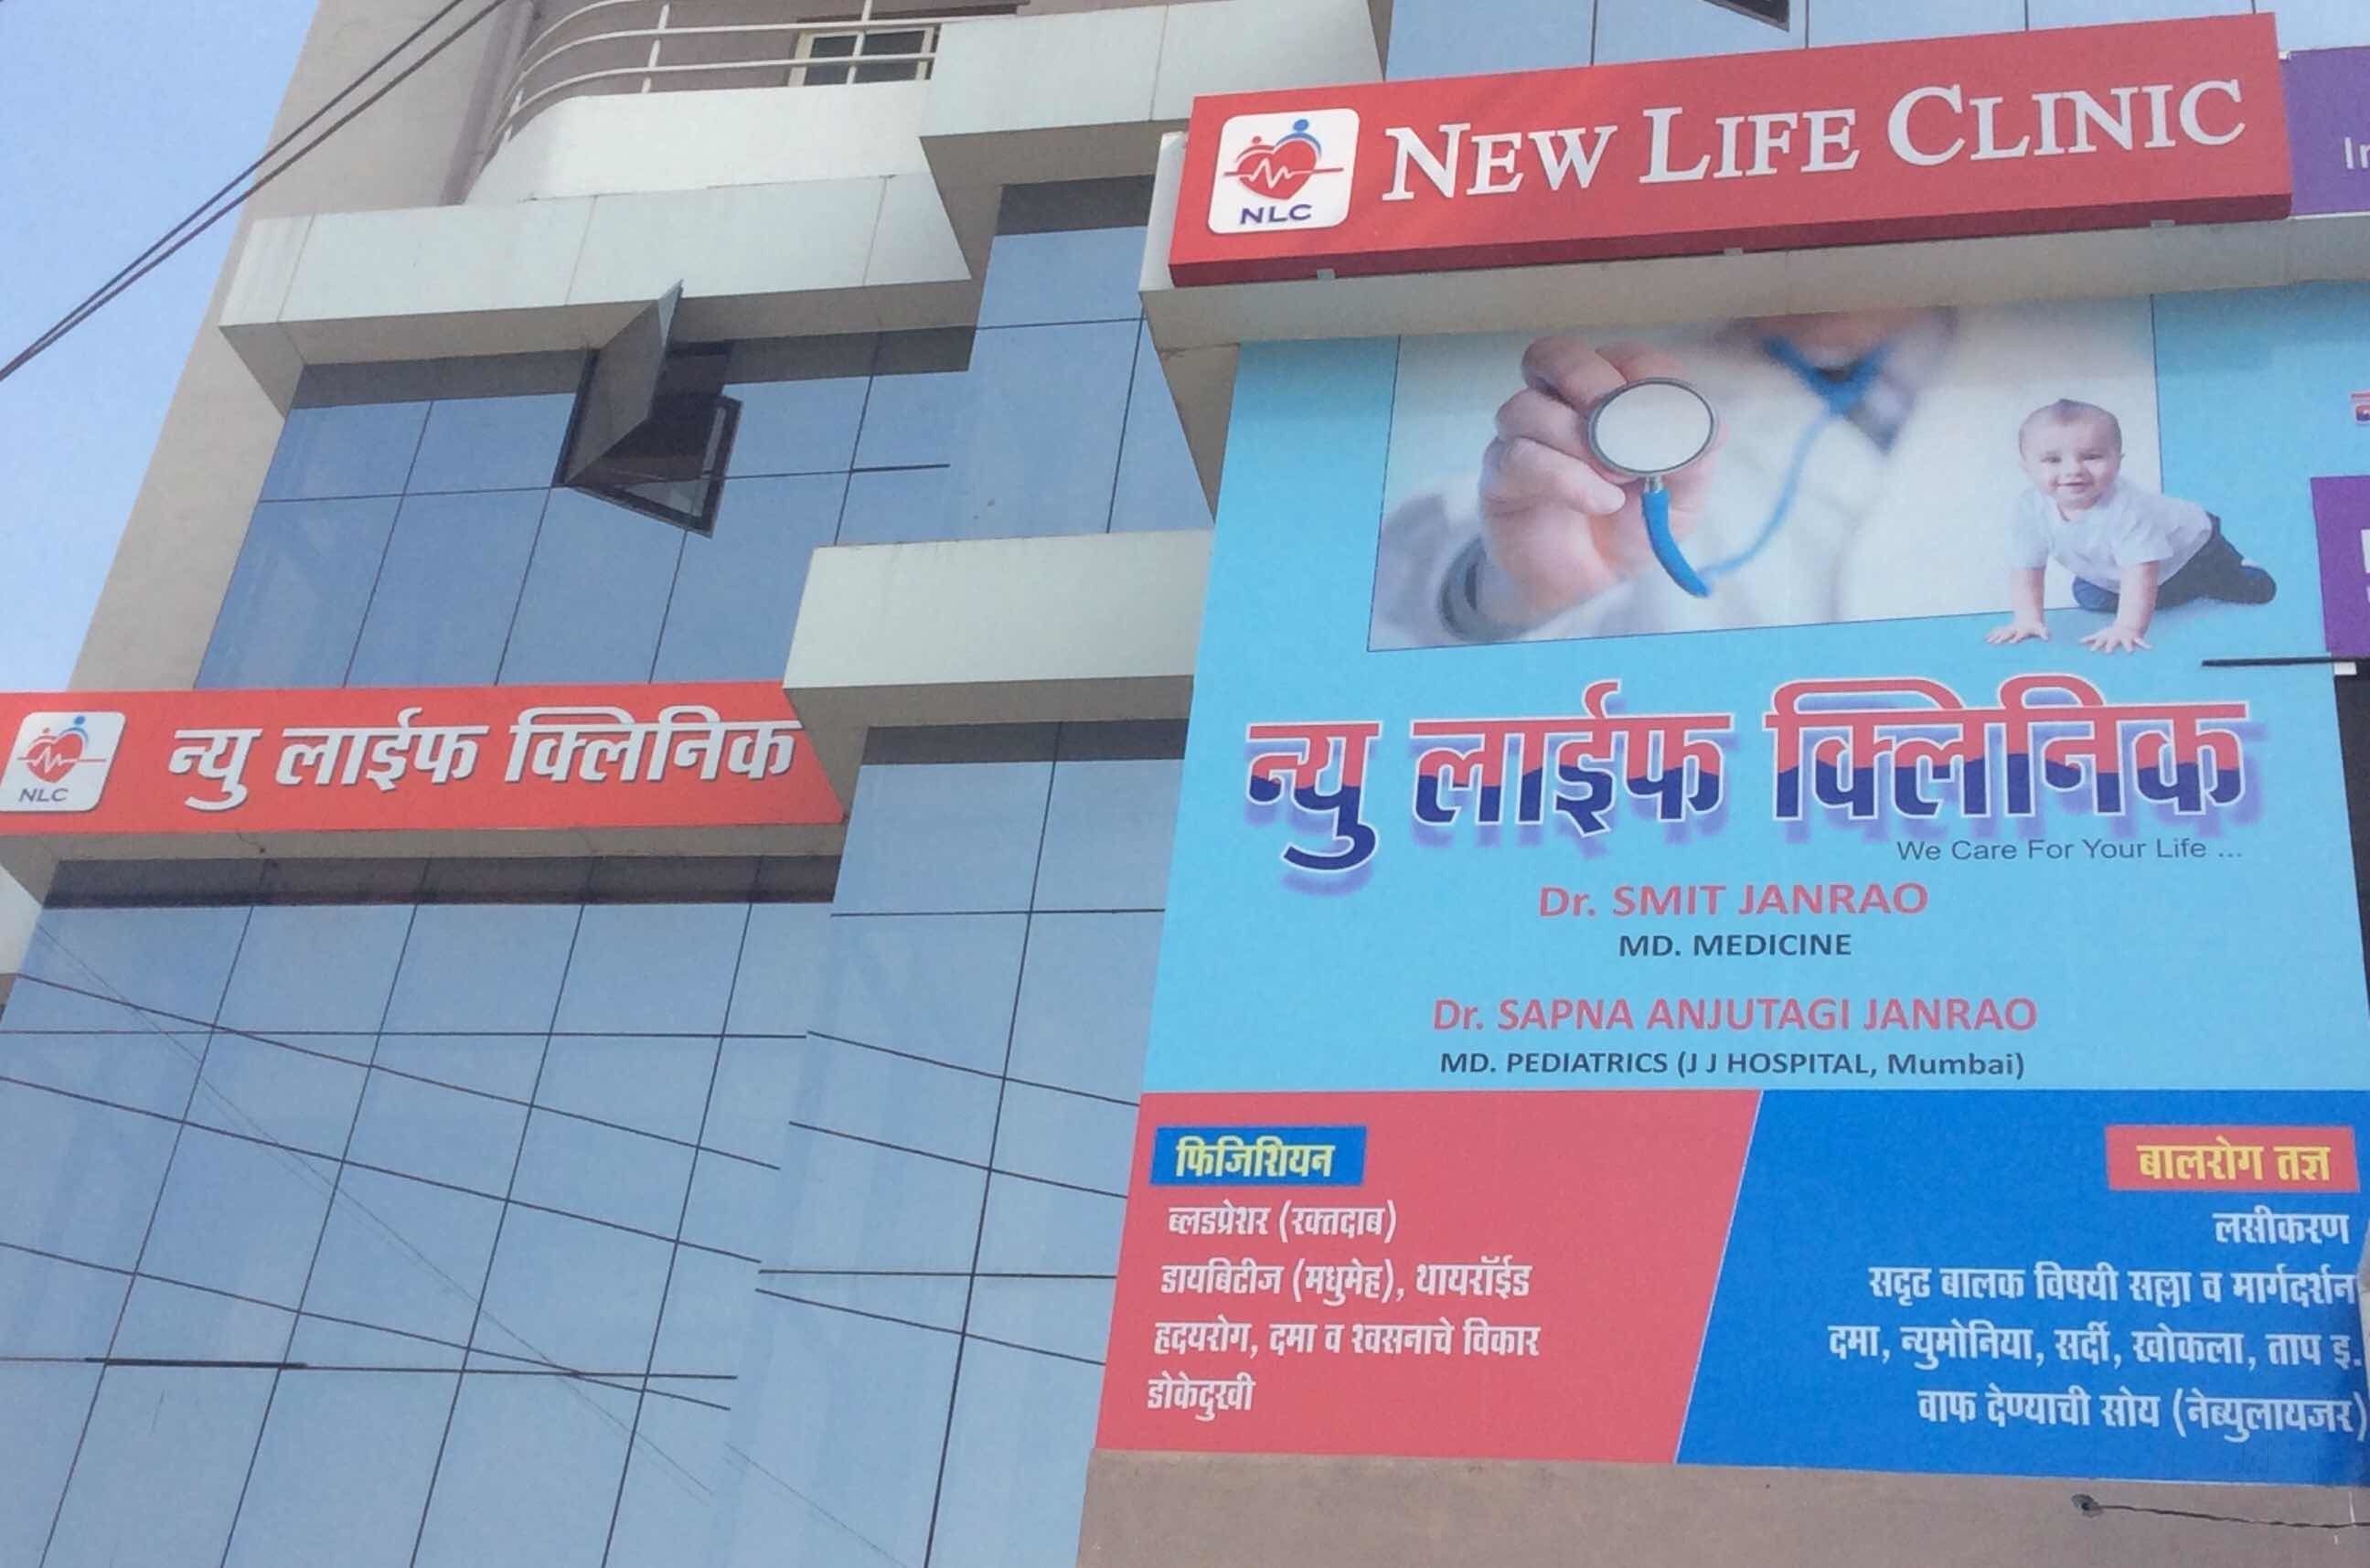 NEW LIFE CLINIC
NLC
न्यु लाईफ क्लिनिक
NLC
न्यु लाईफ क्लिनिक
We Care For Your Life ...
Dr. SMIT JANRAO
MD. MEDICINE
Dr. SAPNA ANJUTAGI JANRAO
MD. PEDIATRICS (J J HOSPITAL, Mumbai)
फिजिशियन
ब्लडप्रेशर (रक्तदाब)
डायबिटीज (मधुमेह), थायरॉईड
हदयरोग, दमा व श्वसनाचे विकार
डोकेदुखी
बालरोग तज्ञ
लसीकरण
सदृढ बालक विषयी सल्ला व मार्गदर्शन
दमा, न्युमोनिया, सर्दी, खोकला, ताप इ.
वाफ देण्याची सोय (नेब्युलायजर)